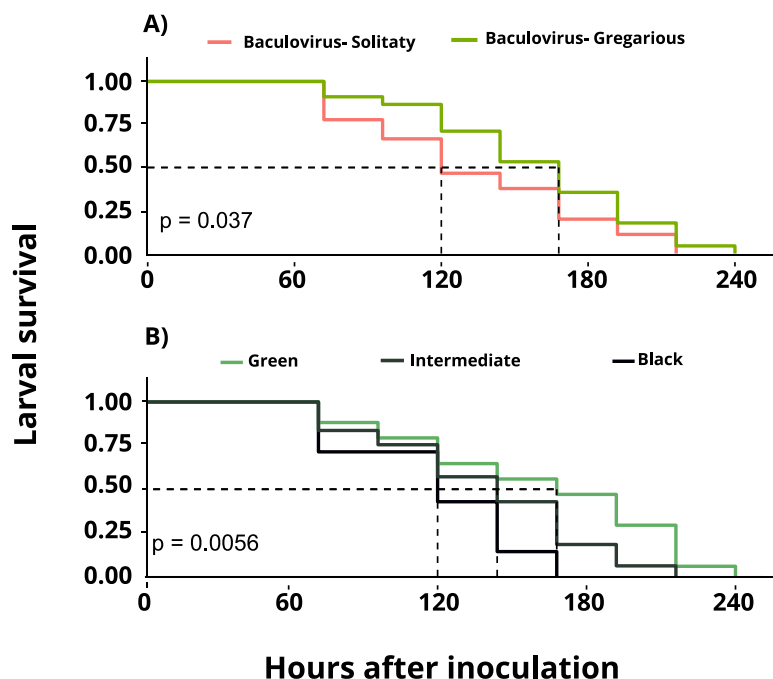 A)
Baculovirus- Solitaty
Baculovirus- Gregarious
1.00
0.75
0.50
0.25
0.00
p = 0.037
0
60
120
180
240
Larval survival
B)
Green
Intermediate
Black
1.00
0.75
0.50
0.25
0.00
p = 0.0056
0
60
120
180
240
Hours after inoculation